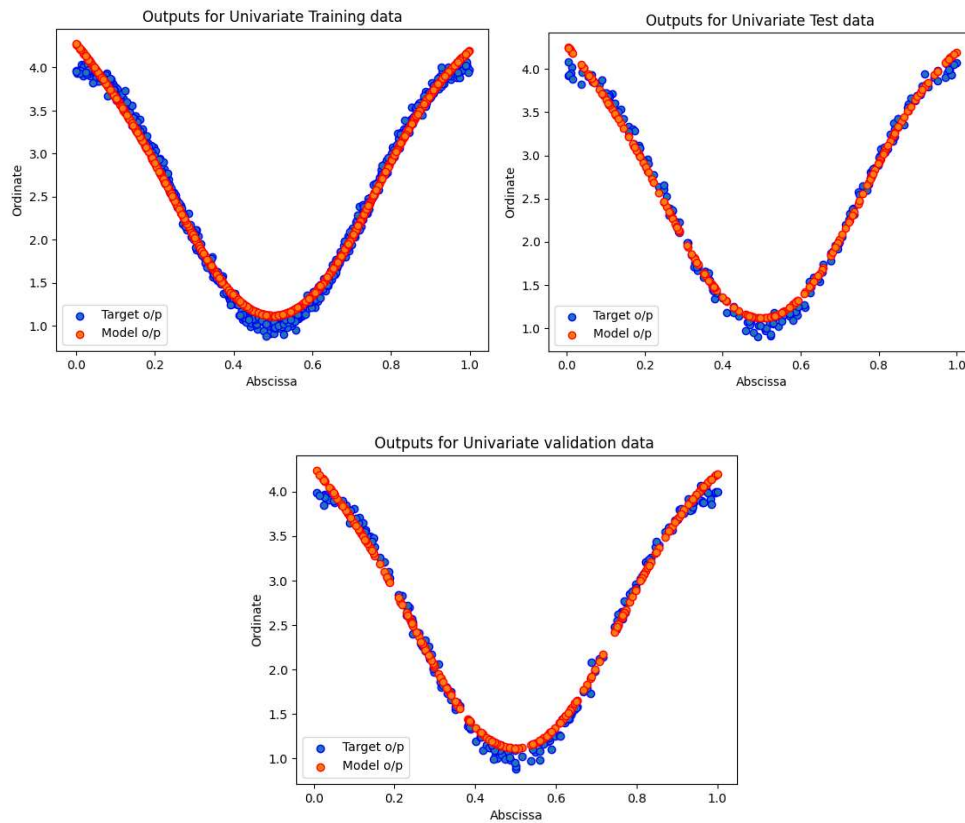 Outputs for Univariate Training data
4.0
3.5
3.0
2.5
2.0
1.5
1.0
Ordinate
Target o/p
Model o/p
0.0 0.2 0.4 0.6 0.8 1.0
Abscissa
Outputs for Univariate Test data
4.0
3.5
3.0
2.5
2.0
1.5
1.0
Ordinate
Target o/p
Model o/p
0.0 0.2 0.4 0.6 0.8 1.0
Abscissa
Outputs for Univariate validation data
4.0
3.5
3.0
2.5
2.0
1.5
1.0
Ordinate
Target o/p
Model o/p
0.0 0.2 0.4 0.6 0.8 1.0
Abscissa